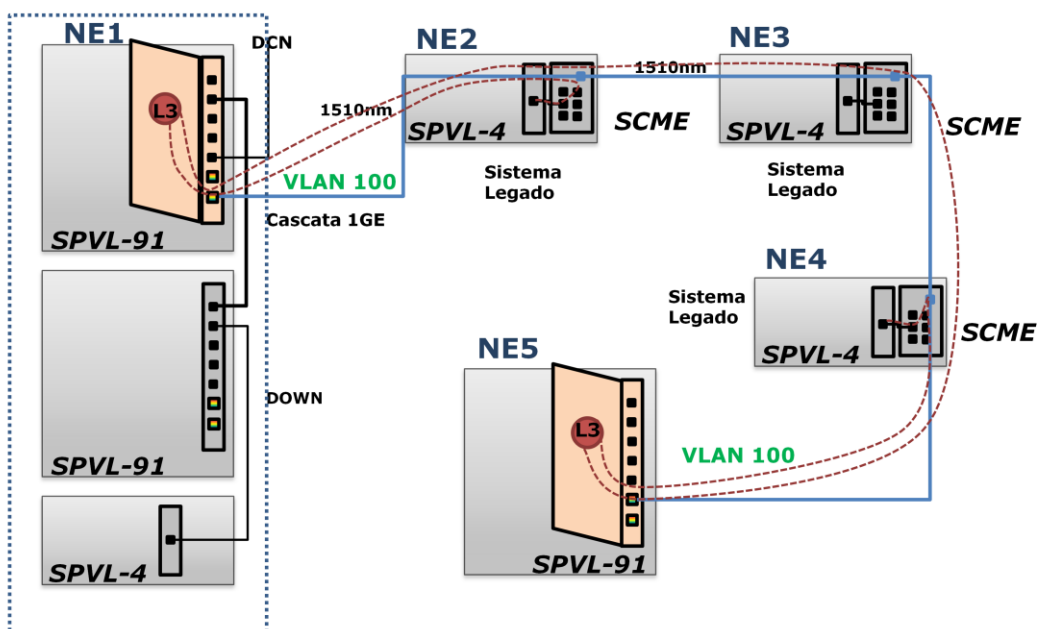 NE1
DCN
L3
1510nm
VLAN 100
Cascata 1GE
SPVL-91
SPVL-91
DOWN
SPVL-4
NE2
SPVL-4
SCME
Sistema
Legado
1510nm
NE3
SPVL-4
SCME
Sistema
Legado
NE4
Sistema
Legado
SPVL-4
SCME
NE5
L3
VLAN 100
SPVL-91